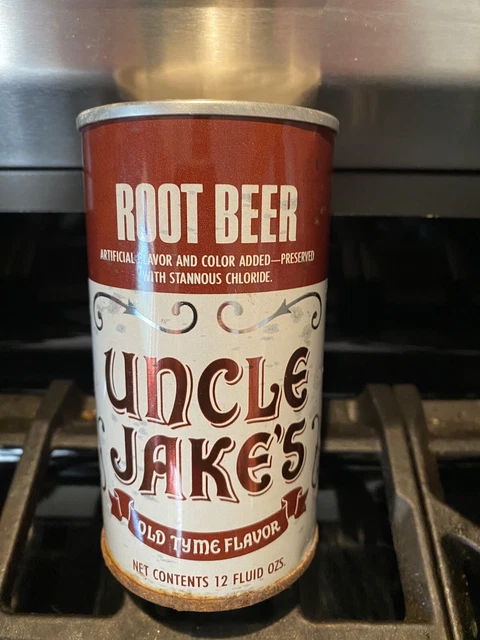 ROOT BEER
ARTIFICIAL FLAVOR AND COLOR ADDED—PRESERVED
WITH STANNOUS CHLORIDE.
UNCLE
JAKE'S
OLD TYME FLAVOR
NET CONTENTS 12 FLUID OZS.